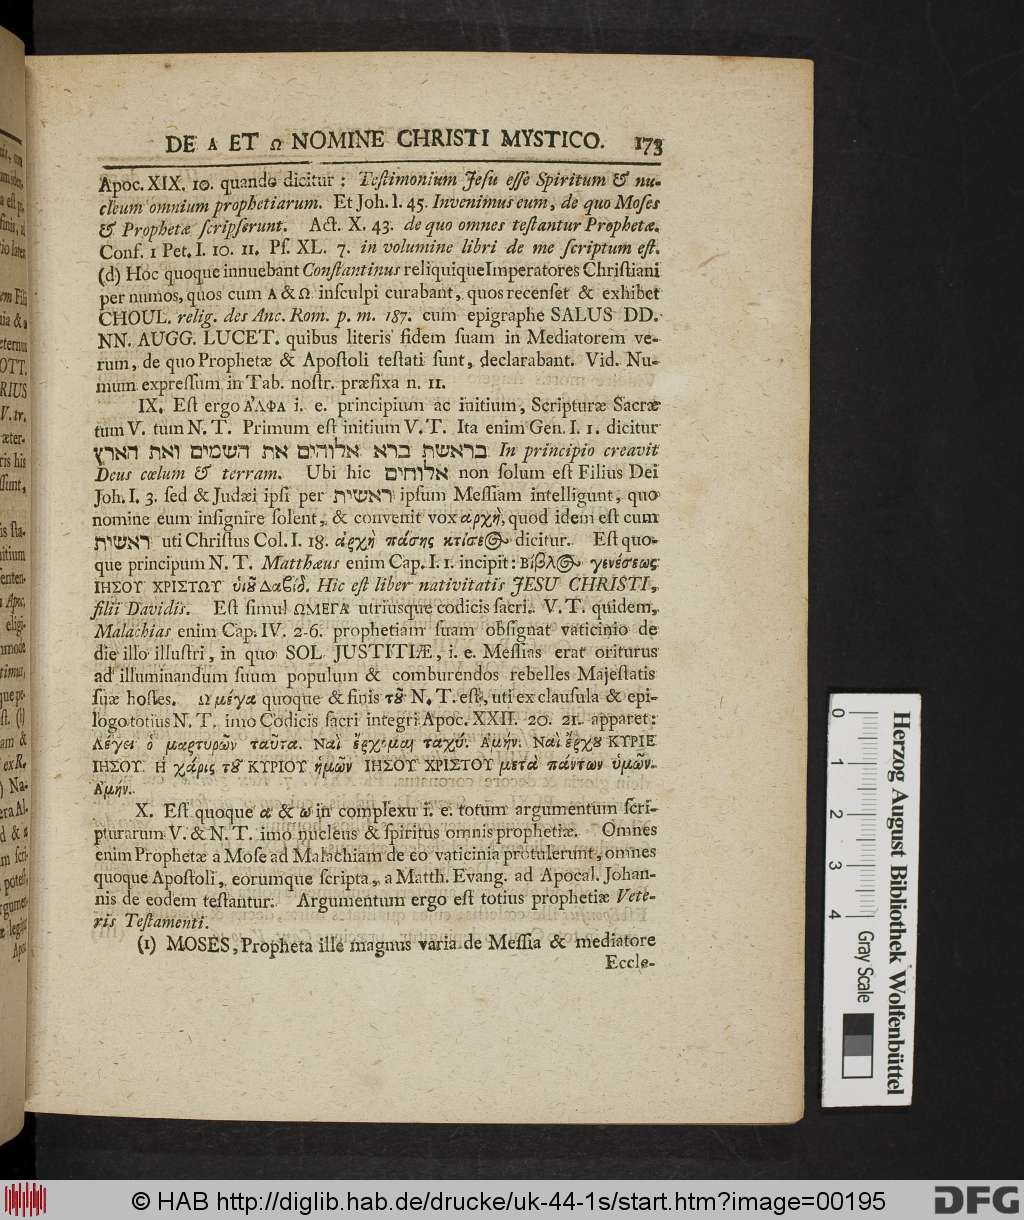 DE Α ET Ω NOMINE CHRISTI MYSTICO. 173
Apoc. XIX. 10. quando dicitur : Teſtimonium Jeſu eſſe Spiritum & nu-
cleum omnium prophetiarum. Et Joh. I. 45. Invenimus eum, de quo Moſes
& Prophetæ ſcripſerunt. Act. X. 43. de quo omnes teſtantur Prophetæ.
Conf. 1 Pet. I. 10. 11. Pſ. XL. 7. in volumine libri de me ſcriptum eſt.
(d) Hoc quoque innuebant Conſtantinus reliquique Imperatores Chriſtiani
per numos, quos cum Α & Ω inſculpi curabant, quos recenſet & exhibet
CHOUL. relig. des Anc. Rom. p. m. 187. cum epigraphe SALUS DD.
NN. AUGG. LUCET. quibus literis fidem ſuam in Mediatorem ve-
rum, de quo Prophetæ & Apoſtoli teſtati ſunt, declarabant. Vid. Nu-
mum expreſſum in Tab. noſtr. præfixa n. 11.
IX. Eſt ergo ΑΛΦΑ i. e. principium ac initium, Scripturæ Sacræ
tum V. tum N. T. Primum eſt initium V. T. Ita enim Gen. I. 1. dicitur
בראשת ברא אלוהים את השמים ואת הארץ In principio creavit
Deus cœlum & terram. Ubi hic אלוהים non ſolum eſt Filius Dei
Joh. I. 3. ſed & Judæi ipſi per ראשית ipſum Meſſiam intelligunt, quo
nomine eum inſignire ſolent, & convenit vox ἀρχὴ, quod idem eſt cum
ראשית uti Chriſtus Col. I. 18. ἀρχὴ πάσης κτίσεως dicitur. Eſt quo-
que principum N. T. Matthæus enim Cap. I. 1. incipit: Βίβλος γενέσεως
ΙΗΣΟΥ ΧΡΙΣΤΩΥ ὑιοῦ Δαβίδ. Hic eſt liber nativitatis JESU CHRISTI,
filii Davidis. Eſt ſimul ΩΜΕΓΑ utriusque codicis ſacri. V. T. quidem,
Malachias enim Cap. IV. 2-6. prophetiam ſuam obſignat vaticinio de
die illo illuſtri, in quo SOL JUSTITIÆ, i. e. Meſſias erat oriturus
ad illuminandum ſuum populum & comburendos rebelles Majeſtatis
ſuæ hoſtes. Ω μέγα quoque & finis τοῦ N. T. eſt, uti ex clauſula & epi-
logo totius N. T. imo Codicis ſacri integri Apoc. XXII. 20. 21. apparet:
Λέγει ὁ μαρτυρῶν ταῦτα. Ναὶ ἔρχομαι ταχύ. Ἀμήν. Ναὶ ἔρχου ΚΥΡΙΕ
ΙΗΣΟΥ. Η χάρις τοῦ ΚΥΡΙΟΥ ἡμῶν ΙΗΣΟΥ ΧΡΙΣΤΟΥ μετὰ πάντων ὑμῶν.
Ἀμήν.
X. Eſt quoque α & ω in complexu i. e. totum argumentum ſcri-
pturarum V. & N. T. imo nucleus & ſpiritus omnis prophetiæ. Omnes
enim Prophetæ a Moſe ad Malachiam de eo vaticinia protulerunt, omnes
quoque Apoſtoli, eorumque ſcripta, a Matth. Evang. ad Apocal. Johan-
nis de eodem teſtantur. Argumentum ergo eſt totius prophetiæ Vete-
ris Teſtamenti.
(1) MOSES, Propheta ille magnus varia de Meſſia & mediatore
Eccle-
Herzog August Bibliothek Wolfenbüttel
0 1 2 3 4 Gray Scale
© HAB http://diglib.hab.de/drucke/uk-44-1s/start.htm?image=00195
DFG